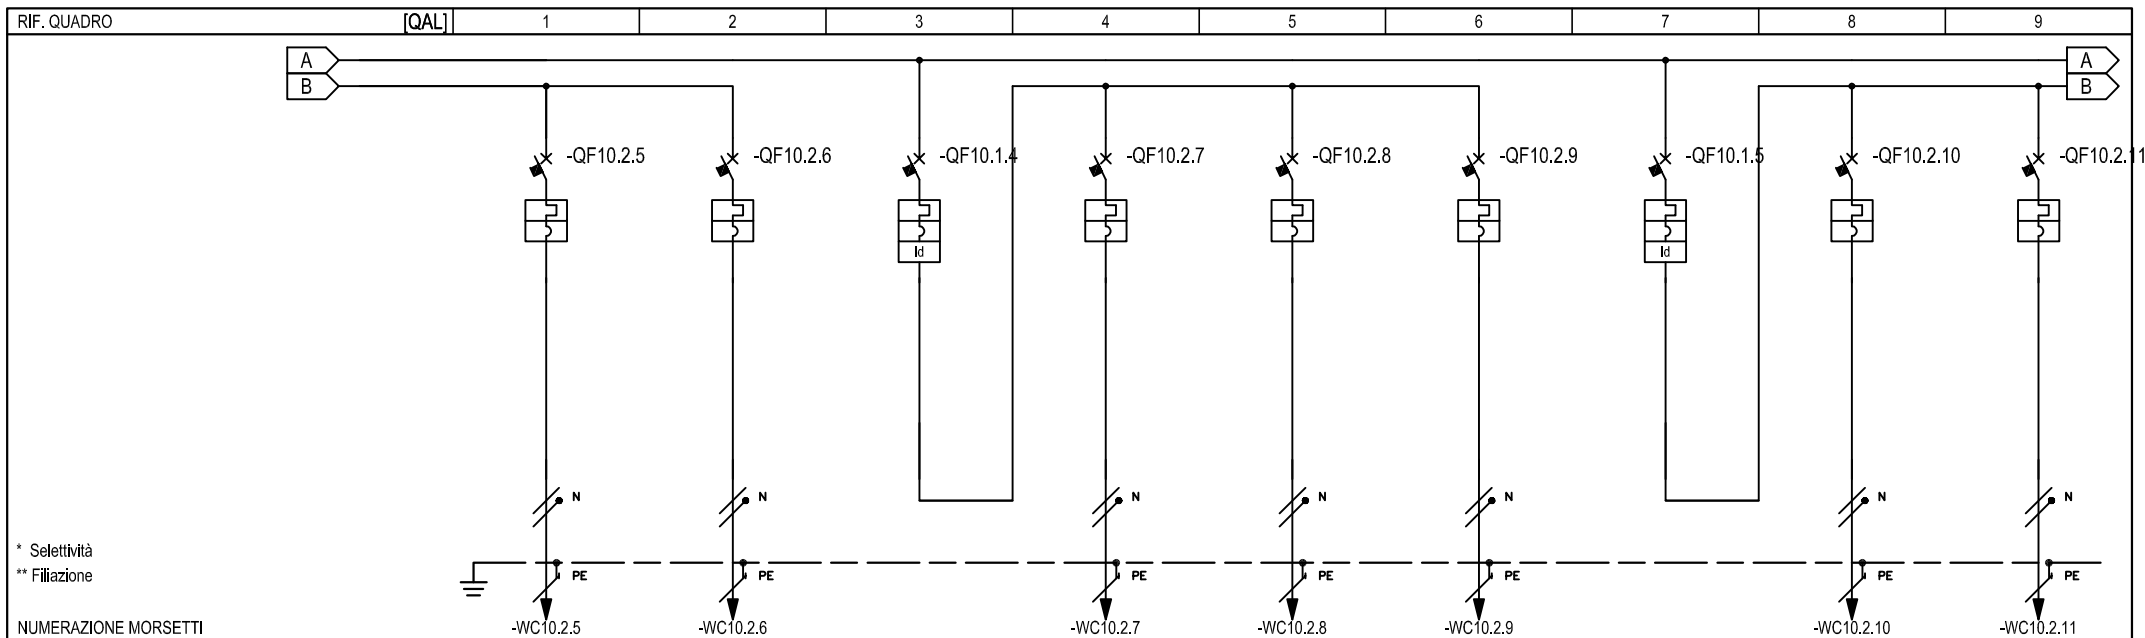 RIF. QUADRO [QAL] 1 2 3 4 5 6 7 8 9
A A
B B
-QF10.2.5 -QF10.2.6 -QF10.1.4 -QF10.2.7 -QF10.2.8 -QF10.2.9 -QF10.1.5 -QF10.2.10 -QF10.2.11
Id Id
N N N N N N N
* Selettività
** Filiazione
PE PE PE PE PE PE PE
NUMERAZIONE MORSETTI -WC10.2.5 -WC10.2.6 -WC10.2.7 -WC10.2.8 -WC10.2.9 -WC10.2.10 -WC10.2.11